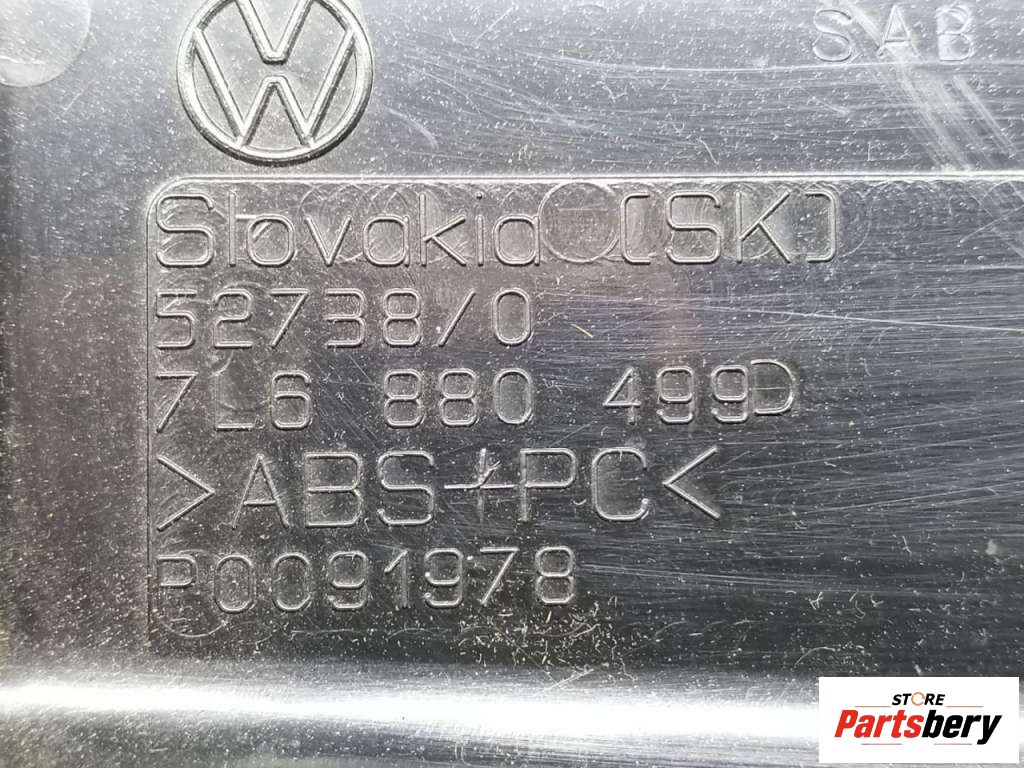 SAB
Slovakia (SK)
52738/0
7L6 880 499D
>ABS+PC<
P0091978
STORE
Partsbery